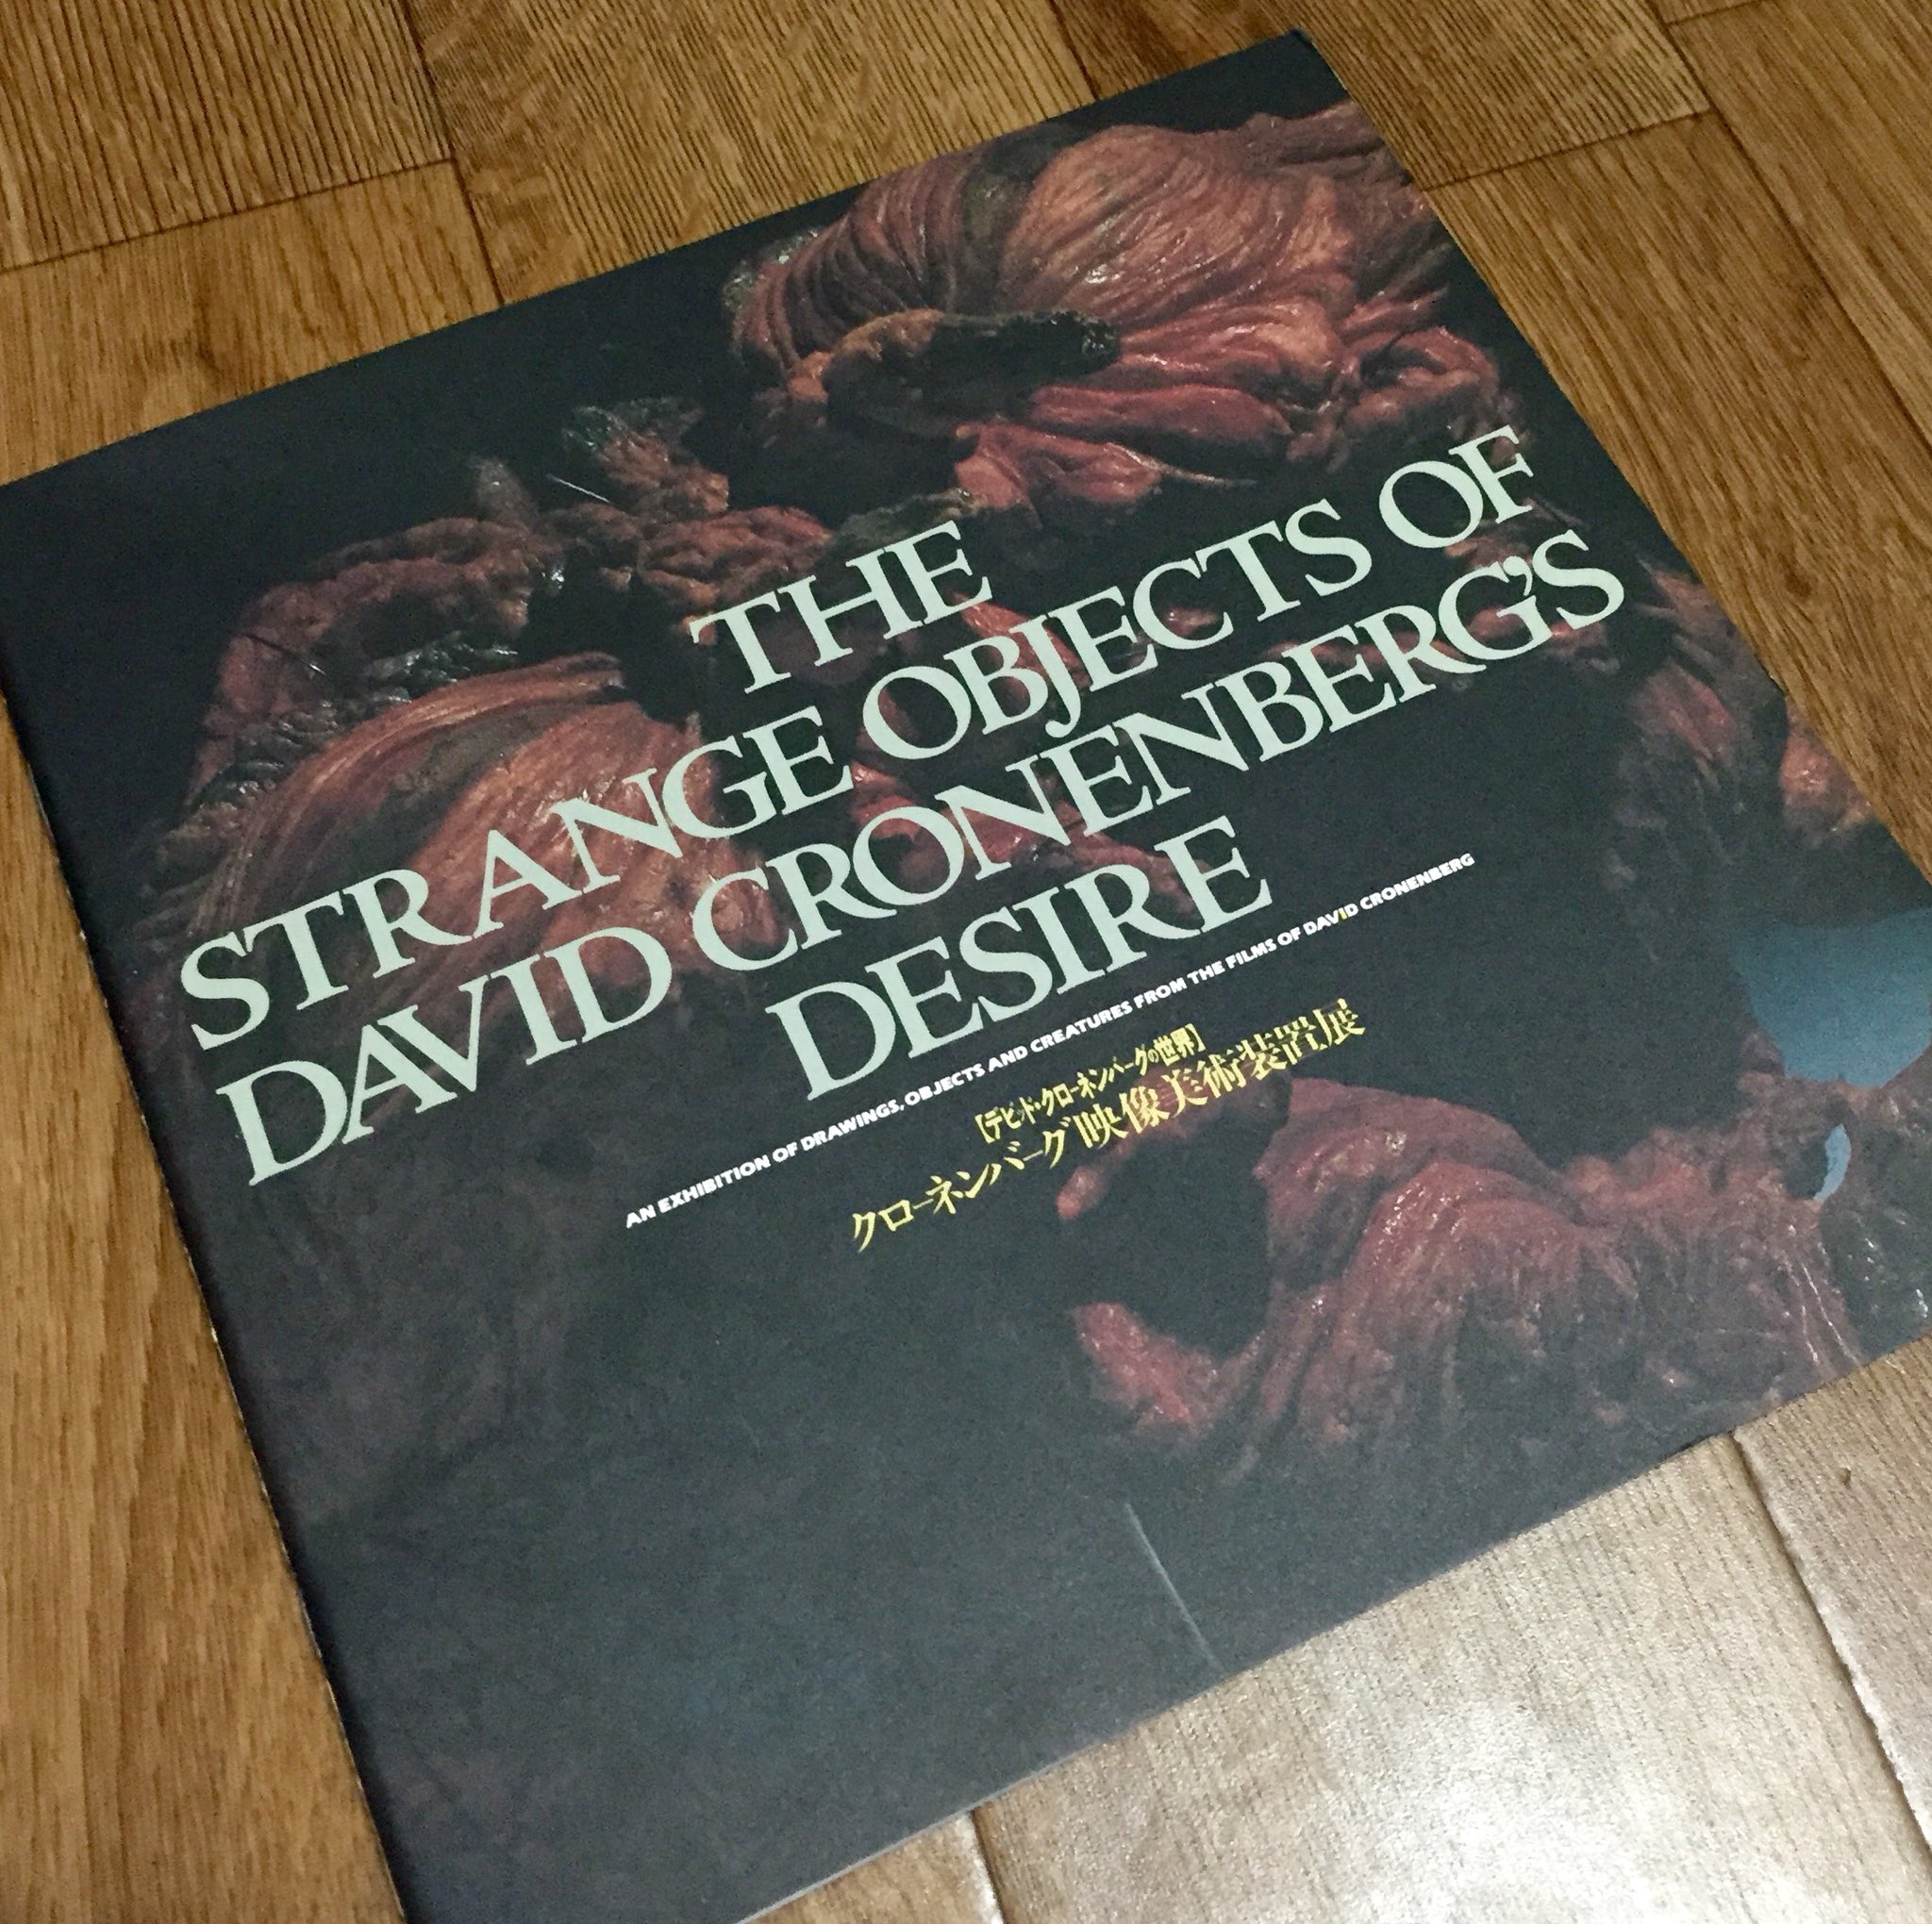 THE
STRANGE OBJECTS OF
DAVID CRONENBERG'S
DESIRE
AN EXHIBITION OF DRAWINGS, OBJECTS AND CREATURES FROM THE FILMS OF DAVID CRONENBERG
【デビッド・クローネンバーグの世界】
クローネンバーグ映像美術装置展